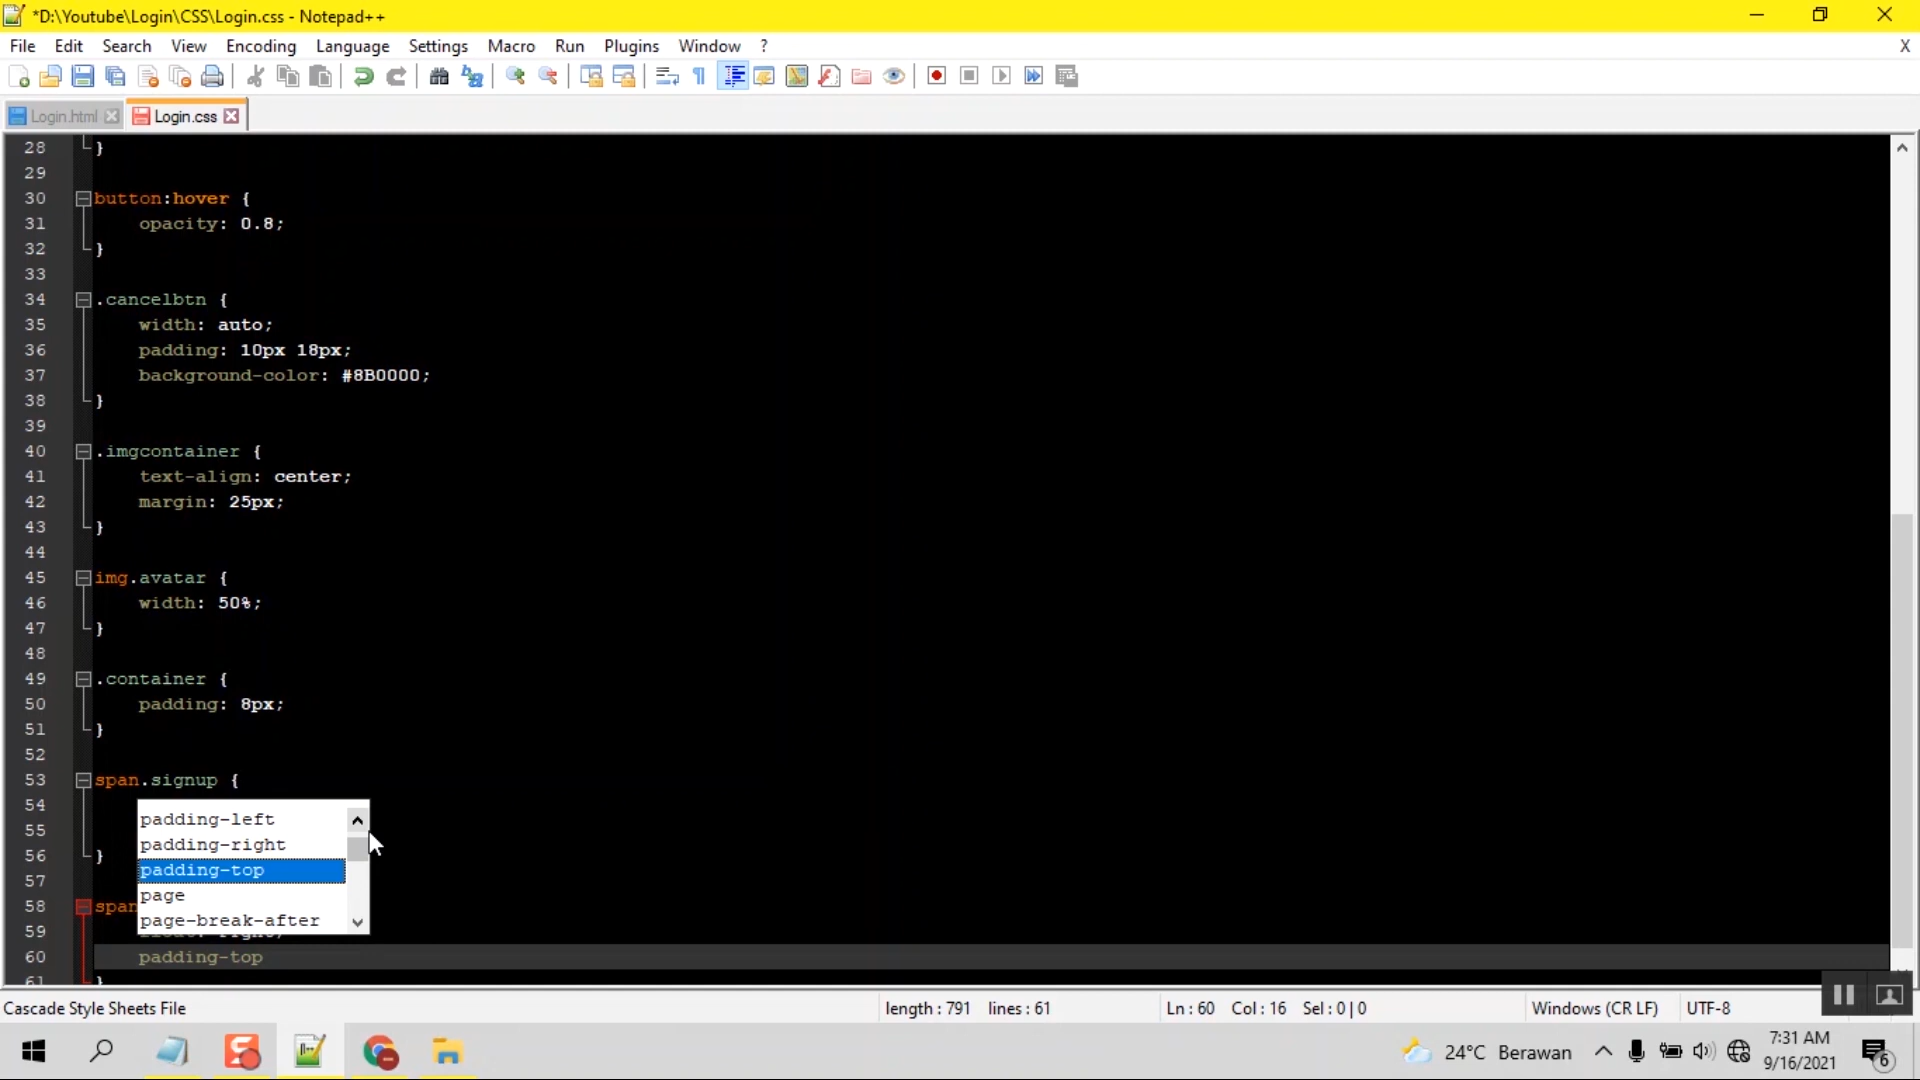 *D:\Youtube\Login\CSS\Login.css - Notepad++
File Edit Search View Encoding Language Settings Macro Run Plugins Window ? X
Login.html Login.css
28 }
29
30 button:hover {
31 opacity: 0.8;
32 }
33
34 .cancelbtn {
35 width: auto;
36 padding: 10px 18px;
37 background-color: #8B0000;
38 }
39
40 .imgcontainer {
41 text-align: center;
42 margin: 25px;
43 }
44
45 img.avatar {
46 width: 50%;
47 }
48
49 .container {
50 padding: 8px;
51 }
52
53 span.signup {
54 padding-left
55 padding-right
56 } padding-top
57 page
58 span page-break-after
59
60 padding-top
61 }
Cascade Style Sheets File length : 791 lines : 61 Ln : 60 Col : 16 Sel : 0 | 0 Windows (CR LF) UTF-8
24°C Berawan 7:31 AM
9/16/2021 6